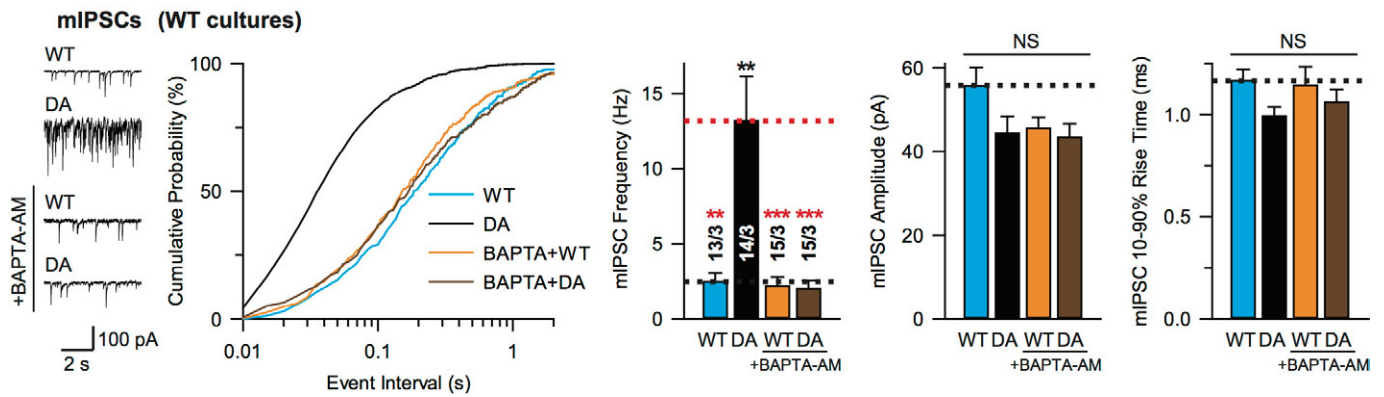 mIPSCs (WT cultures)
WT
DA
WT
DA
+BAPTA-AM
100 pA
2 s
Cumulative Probability (%)
100
50
0
0.01 0.1 1
Event Interval (s)
WT
DA
BAPTA+WT
BAPTA+DA
mIPSC Frequency (Hz)
15
10
5
0
**
** *** ***
13/3 14/3 15/3 15/3
WT DA WT DA
+BAPTA-AM
mIPSC Amplitude (pA)
60
40
20
0
NS
WT DA WT DA
+BAPTA-AM
mIPSC 10-90% Rise Time (ms)
1.0
0.5
0.0
NS
WT DA WT DA
+BAPTA-AM